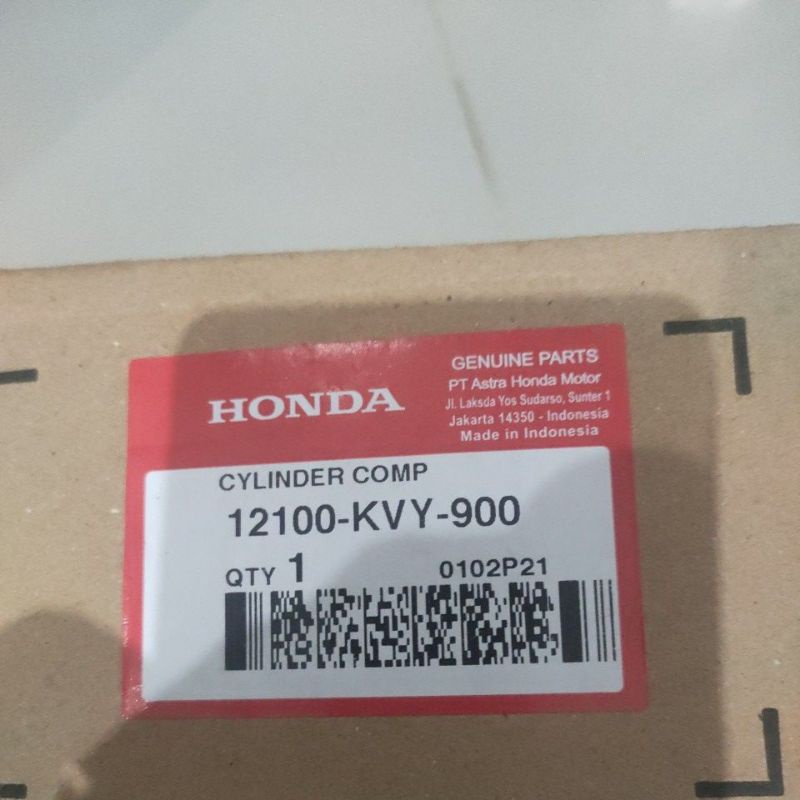 HONDA
GENUINE PARTS
PT Astra Honda Motor
Jl. Laksda Yos Sudarso, Sunter 1
Jakarta 14350 - Indonesia
Made in Indonesia
CYLINDER COMP
12100-KVY-900
QTY 1 0102P21